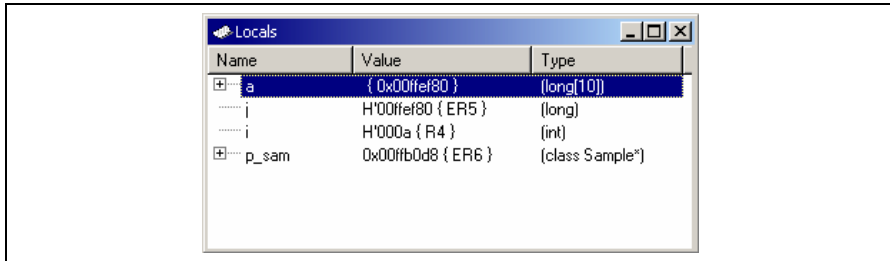 Locals
Name Value Type
a { 0x00ffef80 } (long[10])
j H'00ffef80 { ER5 } (long)
i H'000a { R4 } (int)
p_sam 0x00ffb0d8 { ER6 } (class Sample*)